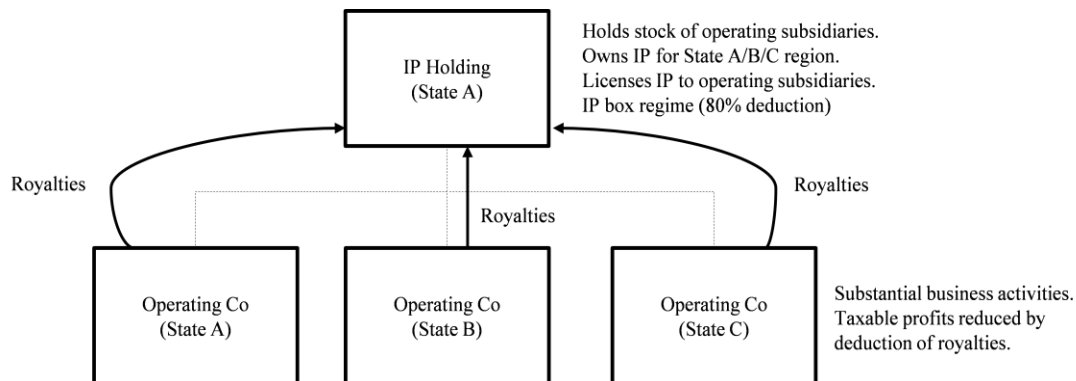 IP Holding
(State A)
Holds stock of operating subsidiaries.
Owns IP for State A/B/C region.
Licenses IP to operating subsidiaries.
IP box regime (80% deduction)
Royalties
Royalties
Royalties
Operating Co
(State A)
Operating Co
(State B)
Operating Co
(State C)
Substantial business activities.
Taxable profits reduced by
deduction of royalties.